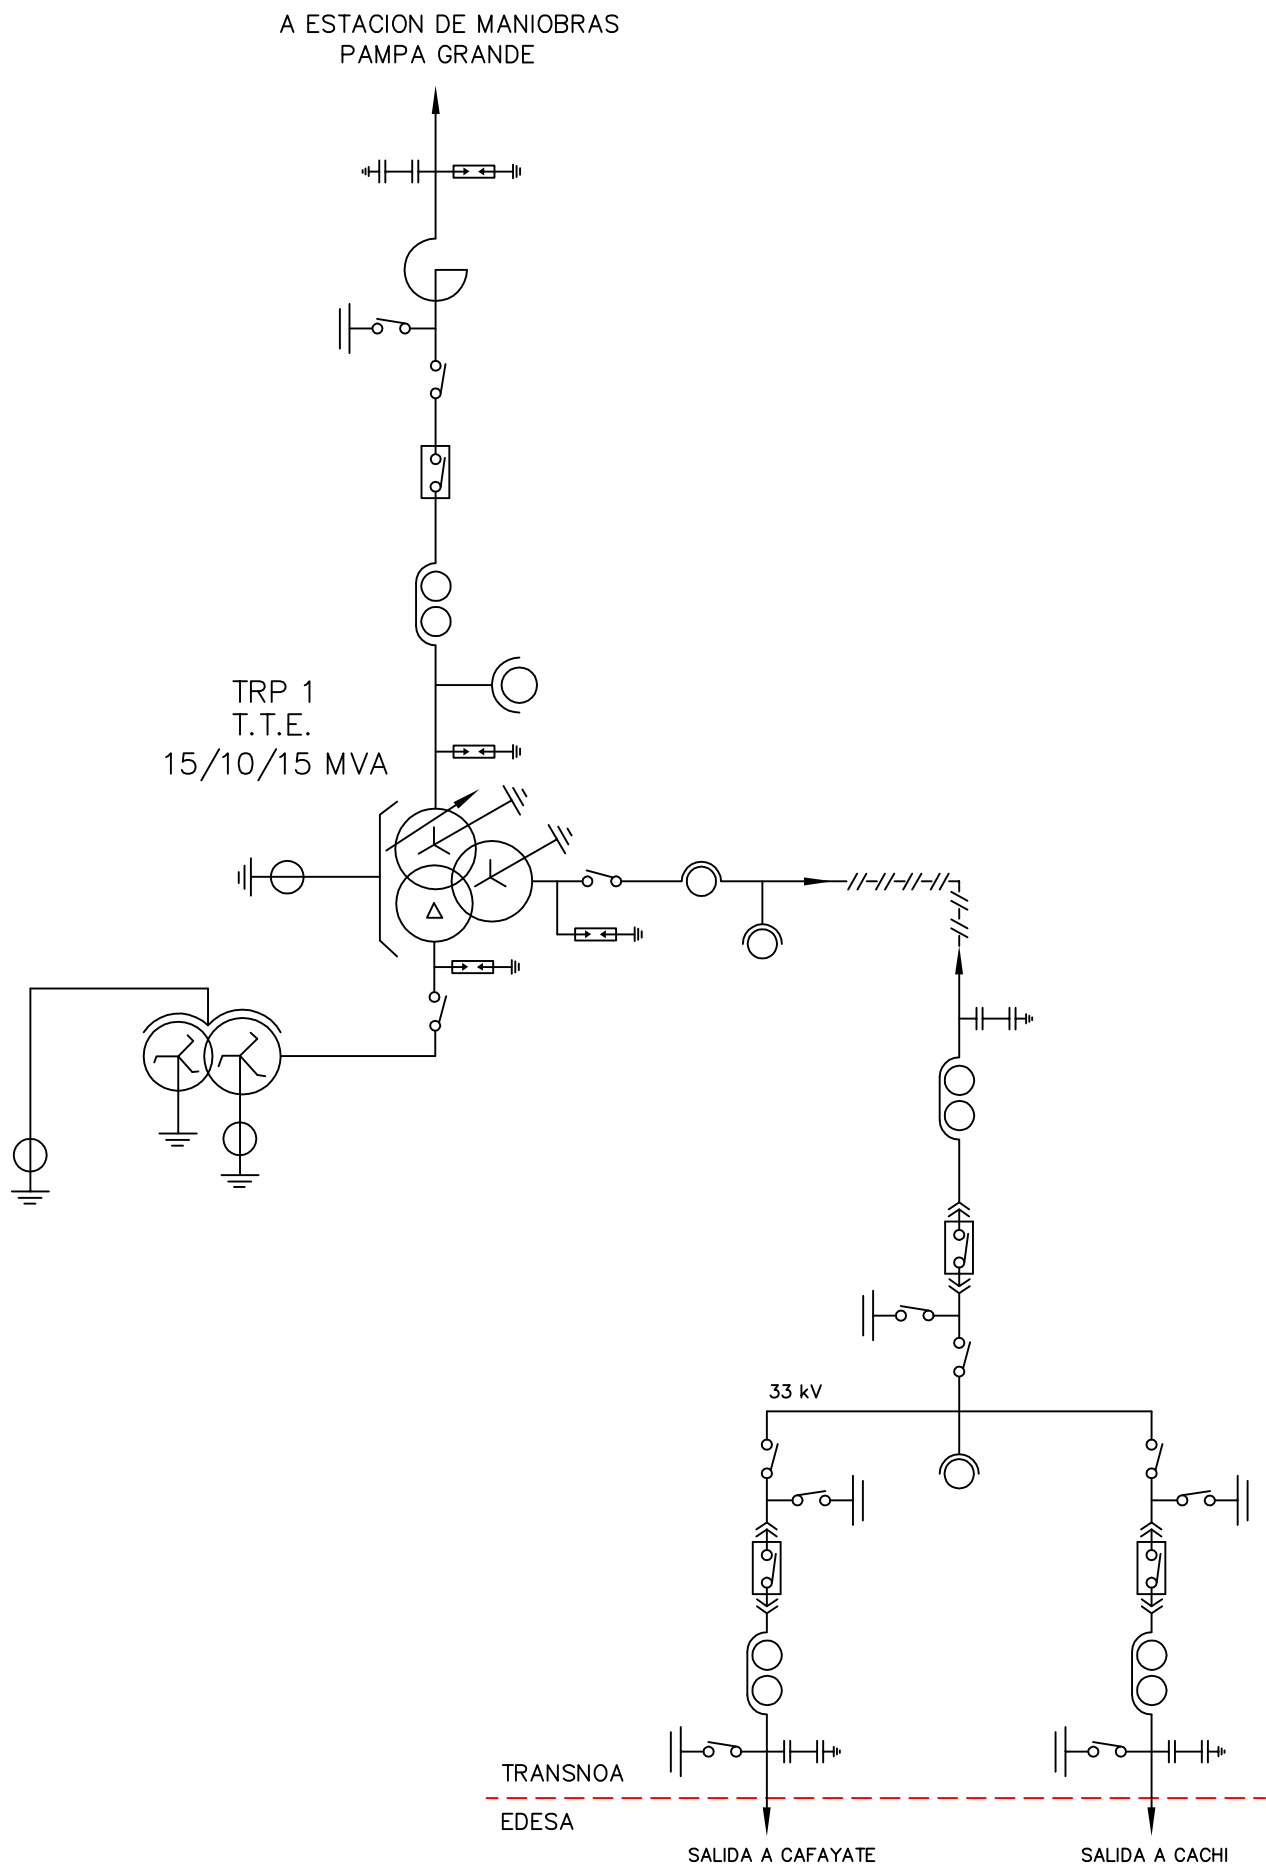 A ESTACION DE MANIOBRAS
PAMPA GRANDE
TRP 1
T.T.E.
15/10/15 MVA
33 kV
TRANSNOA
EDESA
SALIDA A CAFAYATE
SALIDA A CACHI